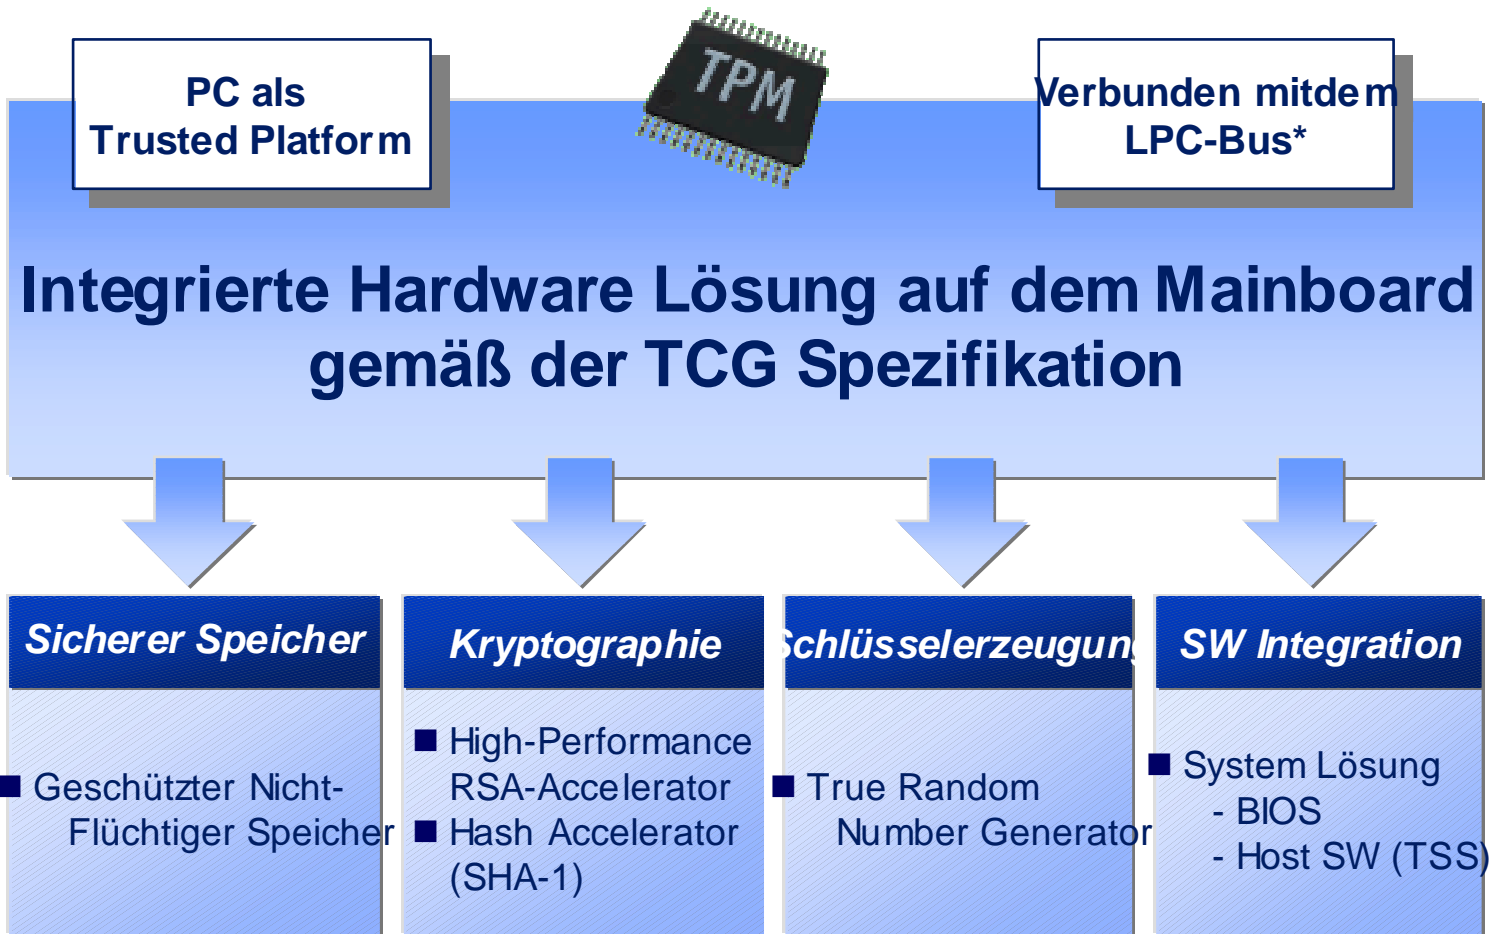 PC als
Trusted Platform
TPM
Verbunden mitdem
LPC-Bus*
Integrierte Hardware Lösung auf dem Mainboard
gemäß der TCG Spezifikation
Sicherer Speicher
Geschützter Nicht-
Flüchtiger Speicher
Kryptographie
High-Performance
RSA-Accelerator
Hash Accelerator
(SHA-1)
Schlüsselerzeugung
True Random
Number Generator
SW Integration
System Lösung
- BIOS
- Host SW (TSS)